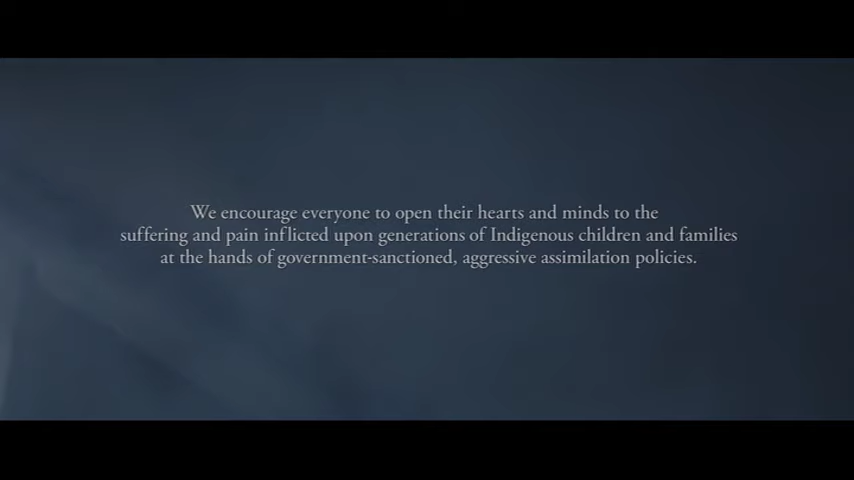 We encourage everyone to open their hearts and minds to the
suffering and pain inflicted upon generations of Indigenous children and families
at the hands of government-sanctioned, aggressive assimilation policies.